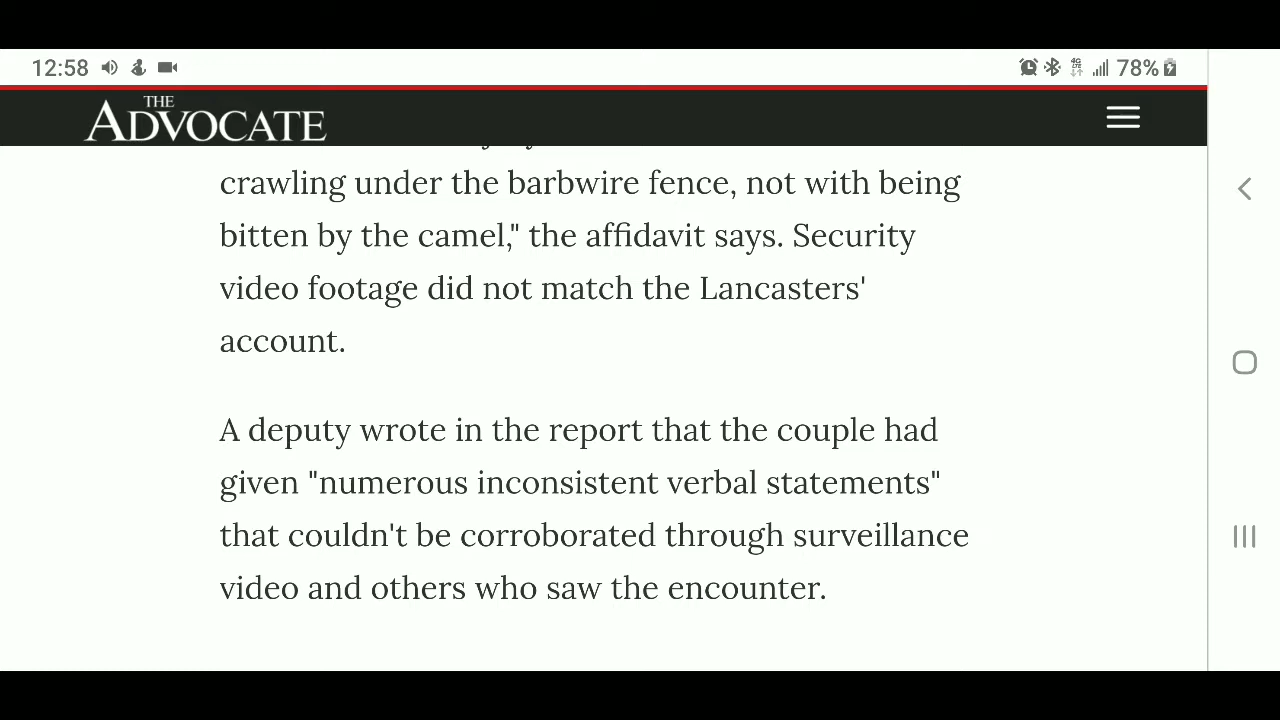 12:58
4G
LTE
78%
THE
ADVOCATE
crawling under the barbwire fence, not with being
bitten by the camel," the affidavit says. Security
video footage did not match the Lancasters'
account.
A deputy wrote in the report that the couple had
given "numerous inconsistent verbal statements"
that couldn't be corroborated through surveillance
video and others who saw the encounter.